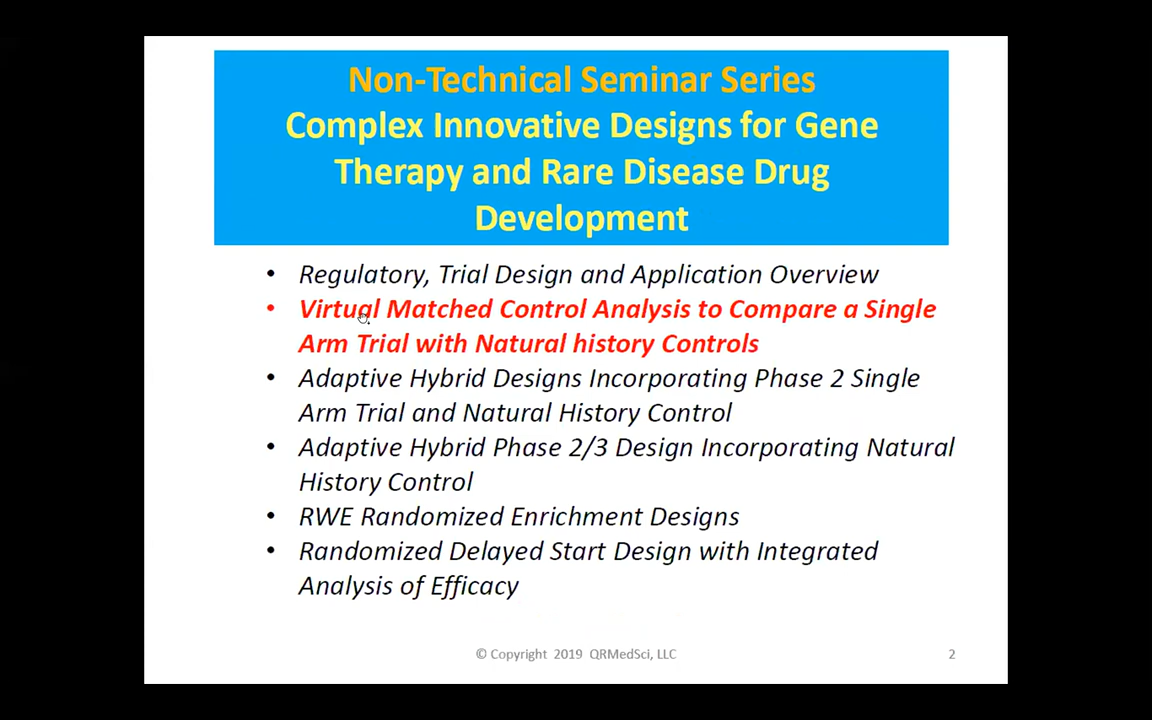 Non-Technical Seminar Series
Complex Innovative Designs for Gene
Therapy and Rare Disease Drug
Development
• Regulatory, Trial Design and Application Overview
• Virtual Matched Control Analysis to Compare a Single
Arm Trial with Natural history Controls
• Adaptive Hybrid Designs Incorporating Phase 2 Single
Arm Trial and Natural History Control
• Adaptive Hybrid Phase 2/3 Design Incorporating Natural
History Control
• RWE Randomized Enrichment Designs
• Randomized Delayed Start Design with Integrated
Analysis of Efficacy
© Copyright 2019 QRMedSci, LLC
2